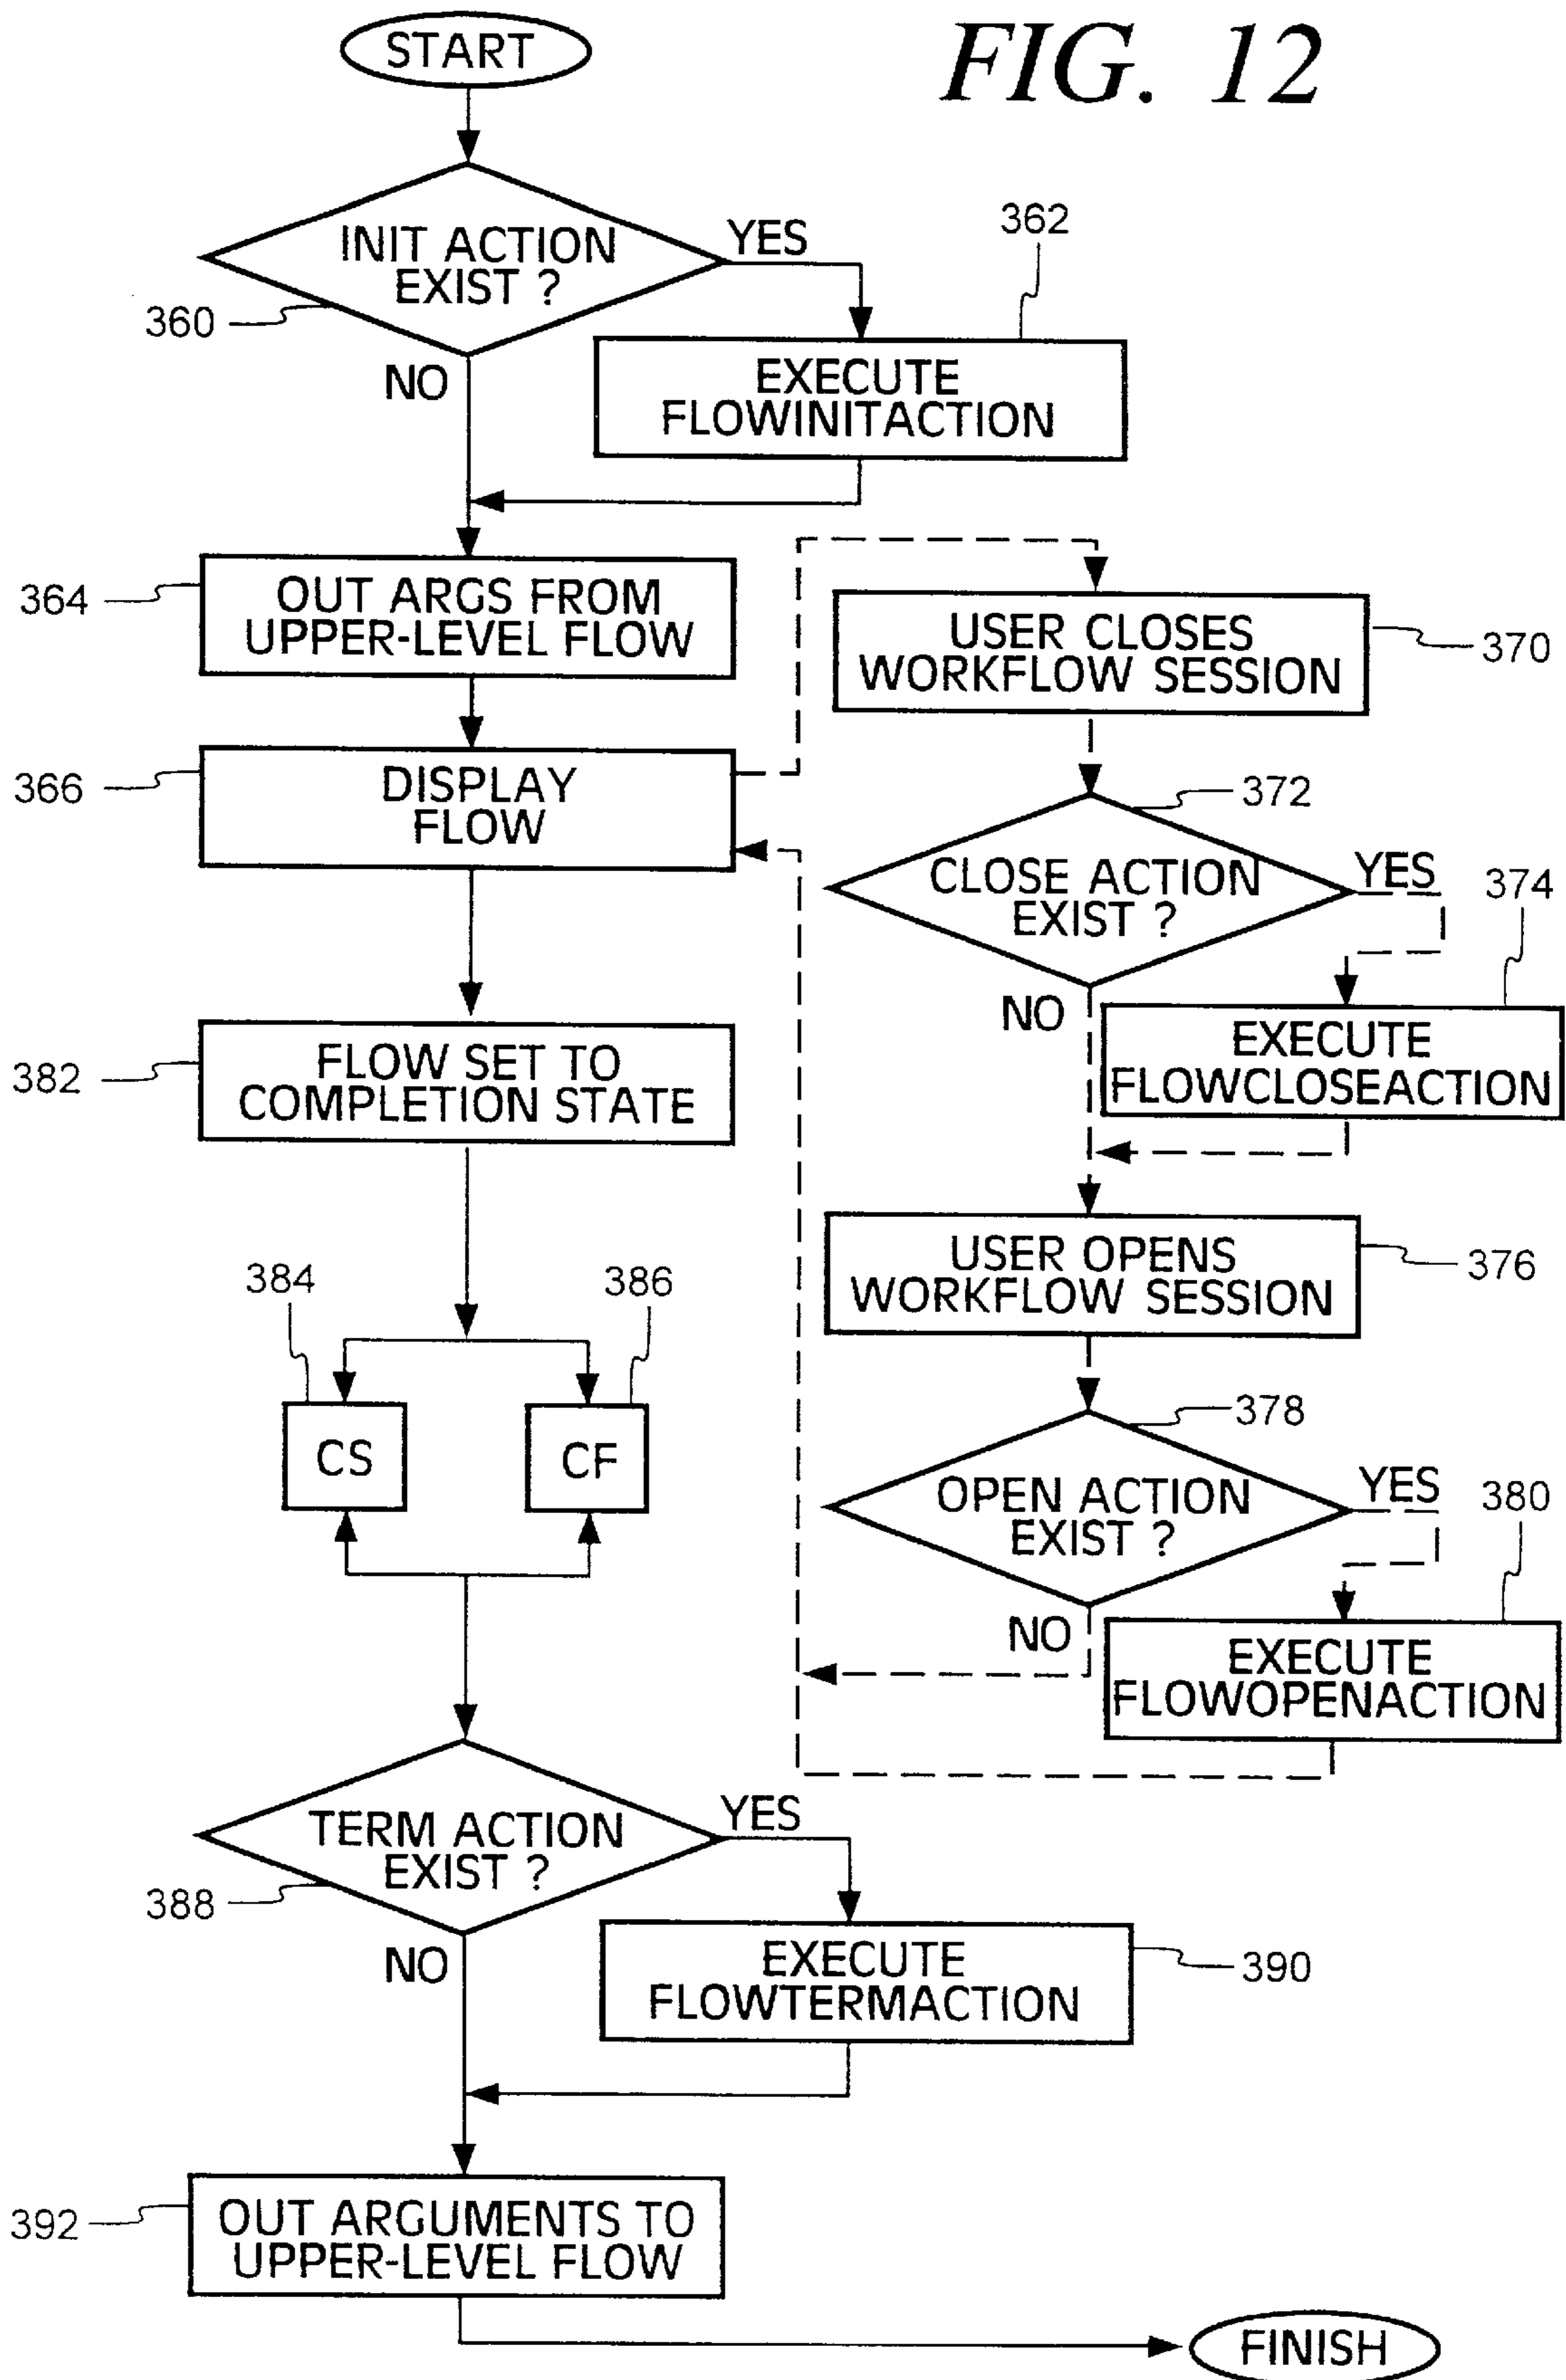 FIG. 12
START
INIT ACTION
EXIST ?
YES
NO
360
362
EXECUTE
FLOWINITACTION
364
OUT ARGS FROM
UPPER-LEVEL FLOW
366
DISPLAY
FLOW
USER CLOSES
WORKFLOW SESSION
370
372
CLOSE ACTION
EXIST ?
YES
NO
374
EXECUTE
FLOWCLOSEACTION
USER OPENS
WORKFLOW SESSION
376
378
OPEN ACTION
EXIST ?
YES
NO
380
EXECUTE
FLOWOPENACTION
382
FLOW SET TO
COMPLETION STATE
384
386
CS
CF
TERM ACTION
EXIST ?
YES
NO
388
EXECUTE
FLOWTERMACTION
390
392
OUT ARGUMENTS TO
UPPER-LEVEL FLOW
FINISH